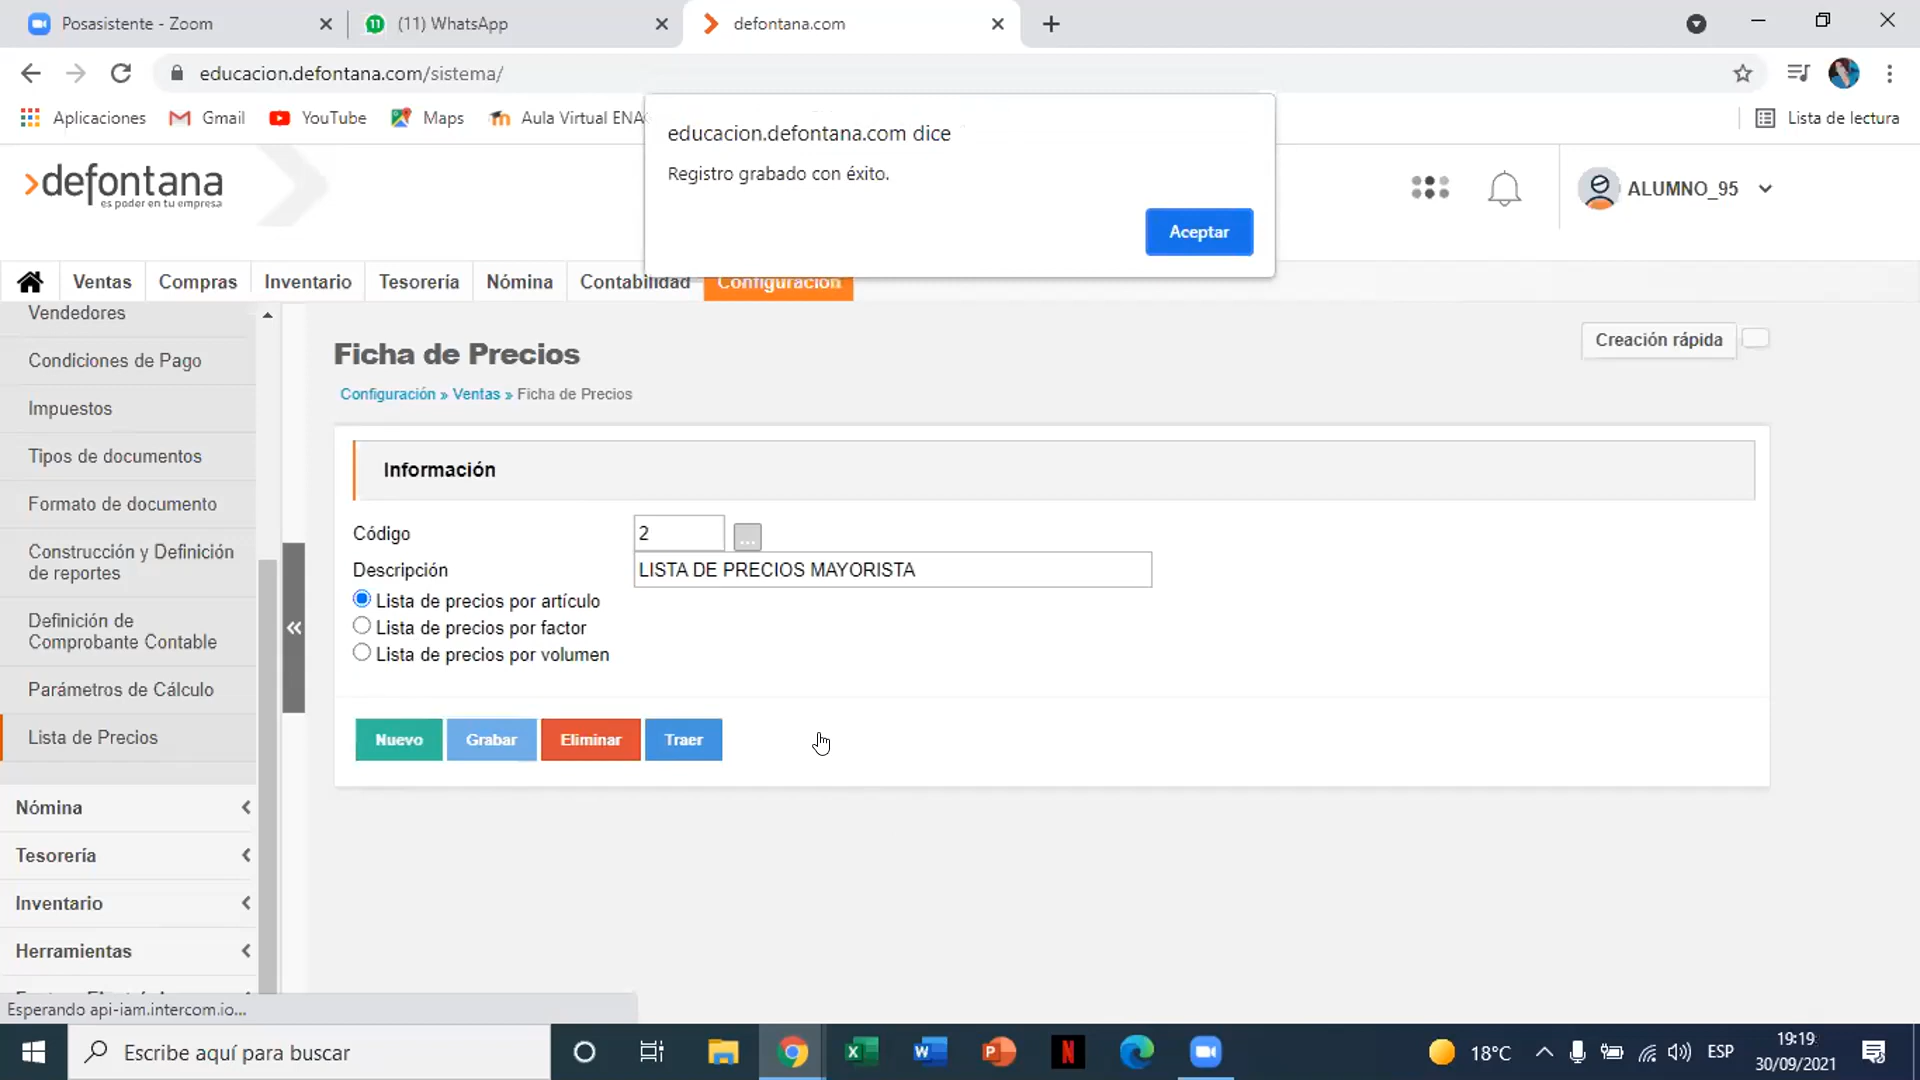 Posasistente - Zoom
(11) WhatsApp
defontana.com
educacion.defontana.com/sistema/
Aplicaciones
Gmail
YouTube
Maps
Aula Virtual ENA
Lista de lectura
educacion.defontana.com dice
Registro grabado con éxito.
Aceptar
defontana
es poder en tu empresa
ALUMNO_95
Ventas
Compras
Inventario
Tesorería
Nómina
Contabilidad
Configuración
Vendedores
Condiciones de Pago
Impuestos
Tipos de documentos
Formato de documento
Construcción y Definición
de reportes
Definición de
Comprobante Contable
Parámetros de Cálculo
Lista de Precios
Nómina
Tesorería
Inventario
Herramientas
Ficha de Precios
Creación rápida
Configuración » Ventas » Ficha de Precios
Información
Código
2
...
Descripción
LISTA DE PRECIOS MAYORISTA
Lista de precios por artículo
Lista de precios por factor
Lista de precios por volumen
Nuevo
Grabar
Eliminar
Traer
Esperando api-iam.intercom.io...
Escribe aquí para buscar
18°C
ESP
19:19
30/09/2021